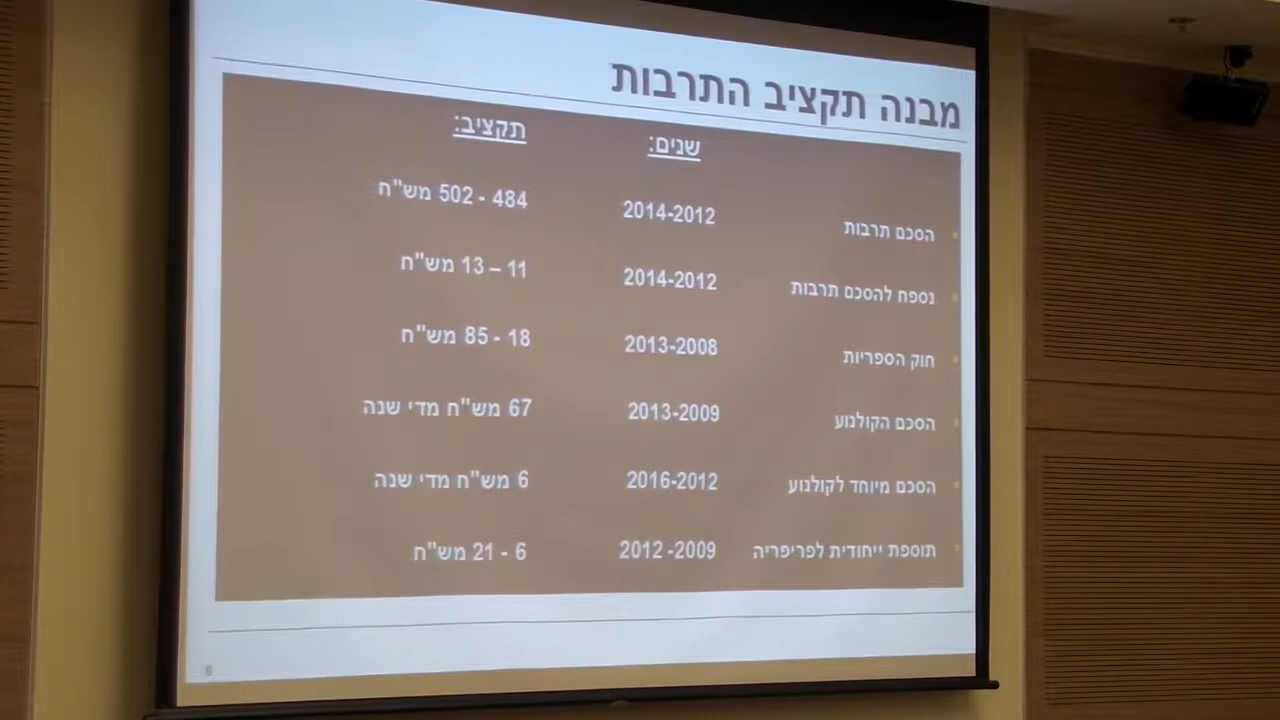 מבנה תקציב התרבות
שנים: תקציב:
הסכם תרבות 2014-2012 484 - 502 מש"ח
נספח להסכם תרבות 2014-2012 11 – 13 מש"ח
חוק הספריות 2013-2008 18 - 85 מש"ח
הסכם הקולנוע 2013-2009 67 מש"ח מדי שנה
הסכם מיוחד לקולנוע 2016-2012 6 מש"ח מדי שנה
תוספת ייחודית לפריפריה 2012 -2009 6 - 21 מש"ח
6